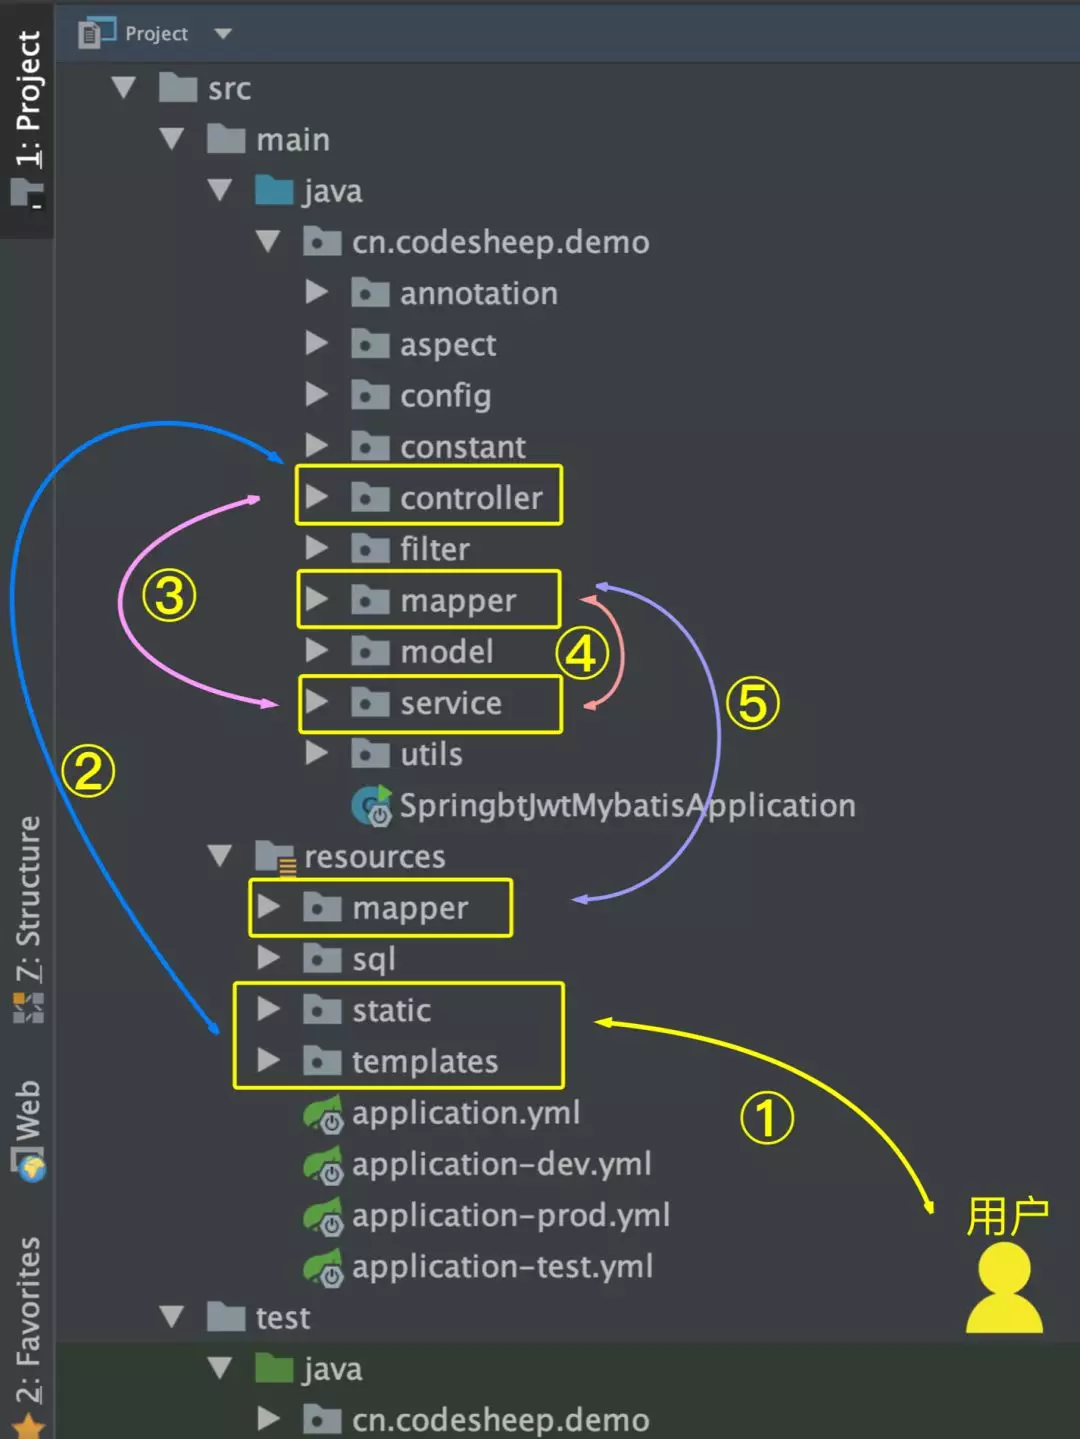 Project
1: Project
src
main
java
cn.codesheep.demo
annotation
aspect
config
constant
controller
filter
③
mapper
model
④
service
⑤
utils
②
SpringbtJwtMybatisApplication
7: Structure
resources
mapper
sql
static
templates
Web
application.yml
①
application-dev.yml
application-prod.yml
用户
application-test.yml
2: Favorites
test
java
cn.codesheep.demo